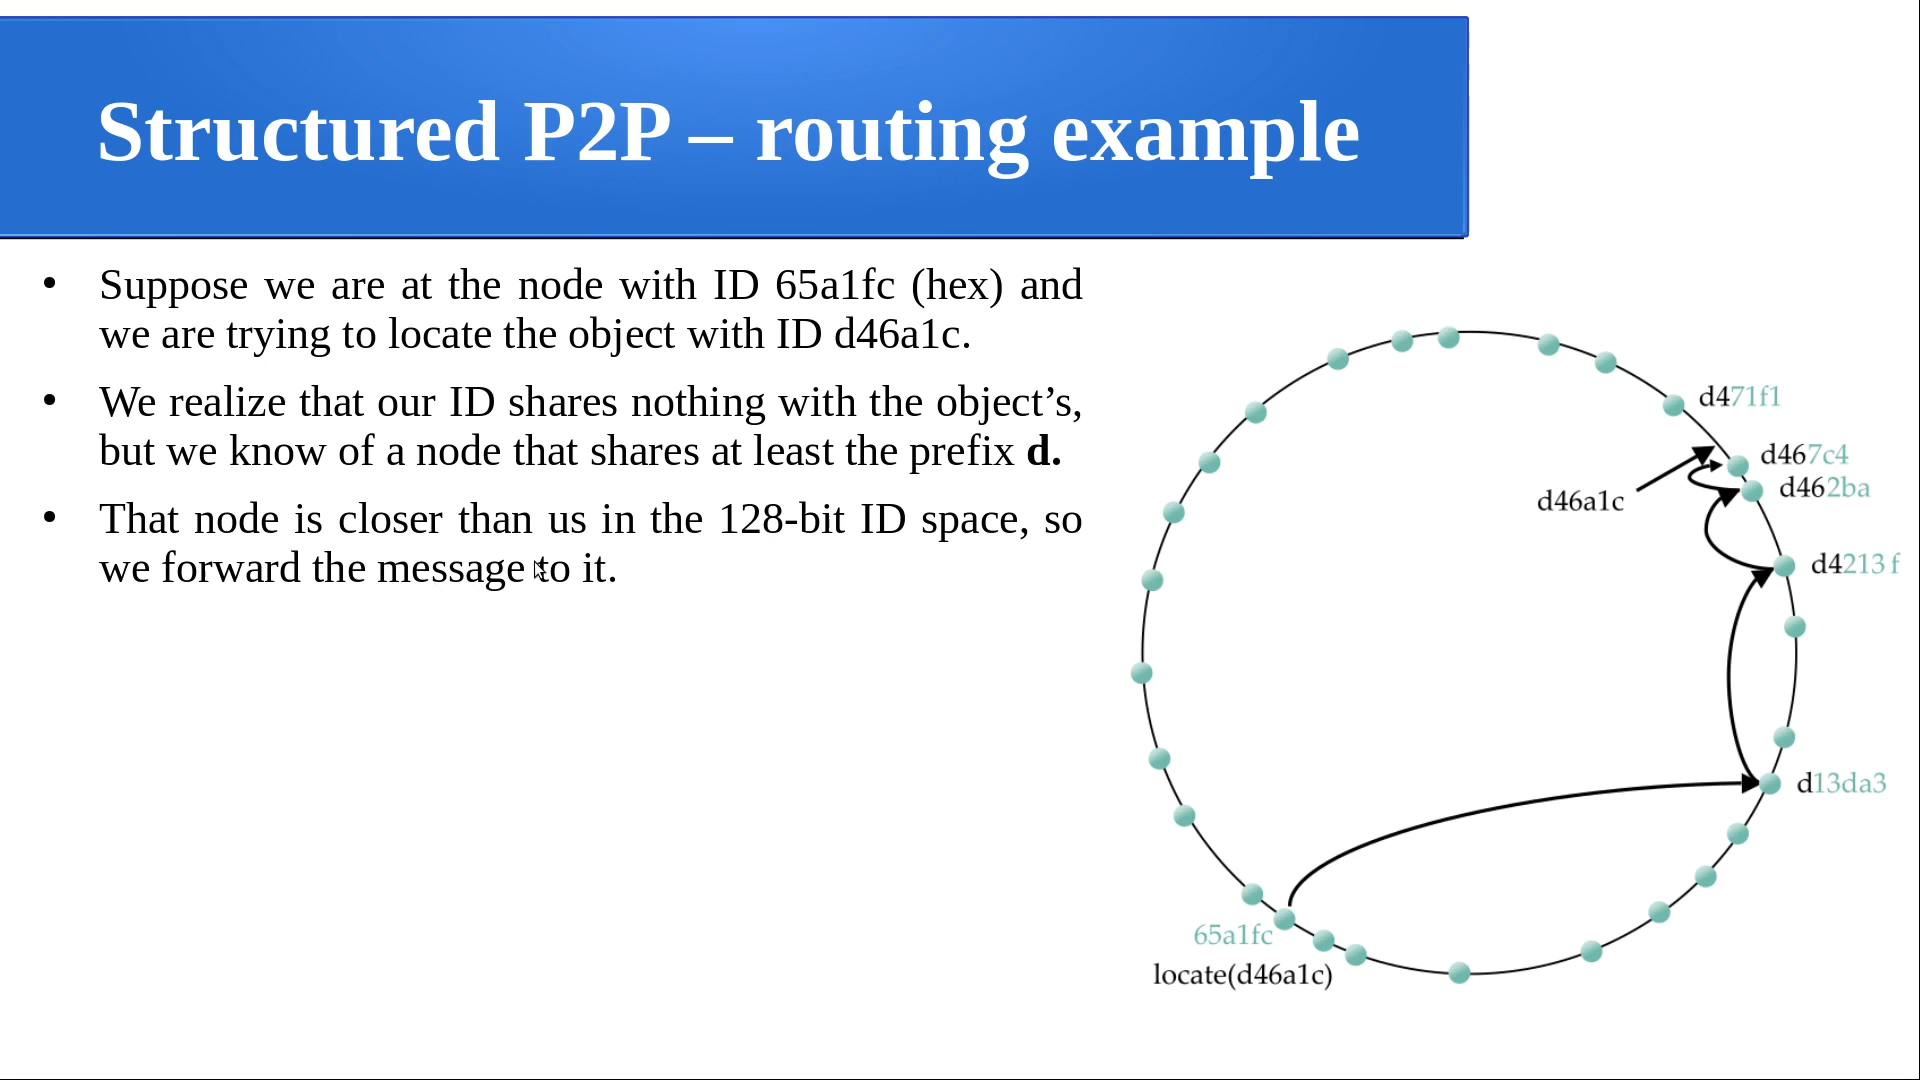 Structured P2P – routing example
• Suppose we are at the node with ID 65a1fc (hex) and
we are trying to locate the object with ID d46a1c.
• We realize that our ID shares nothing with the object’s,
but we know of a node that shares at least the prefix d.
• That node is closer than us in the 128-bit ID space, so
we forward the message to it.
d471f1
d467c4
d462ba
d46a1c
d4213f
d13da3
65a1fc
locate(d46a1c)